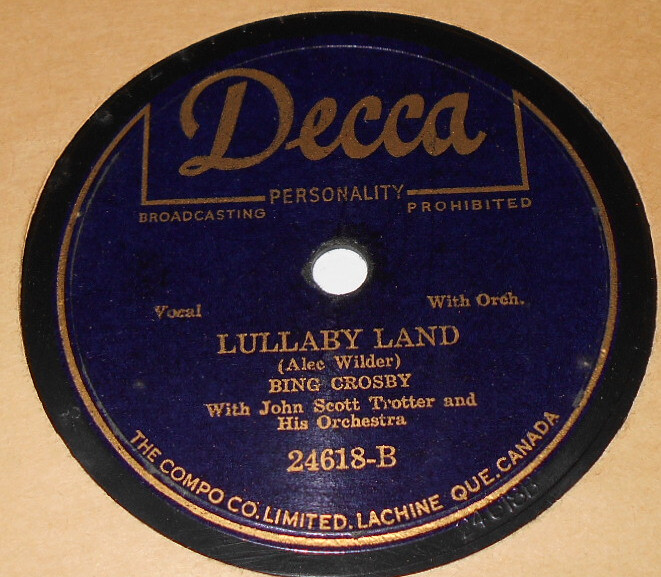 Decca
PERSONALITY
BROADCASTING PROHIBITED
Vocal With Orch.
LULLABY LAND
(Alec Wilder)
BING CROSBY
With John Scott Trotter and
His Orchestra
24618-B
THE COMPO CO. LIMITED. LACHINE QUE. CANADA